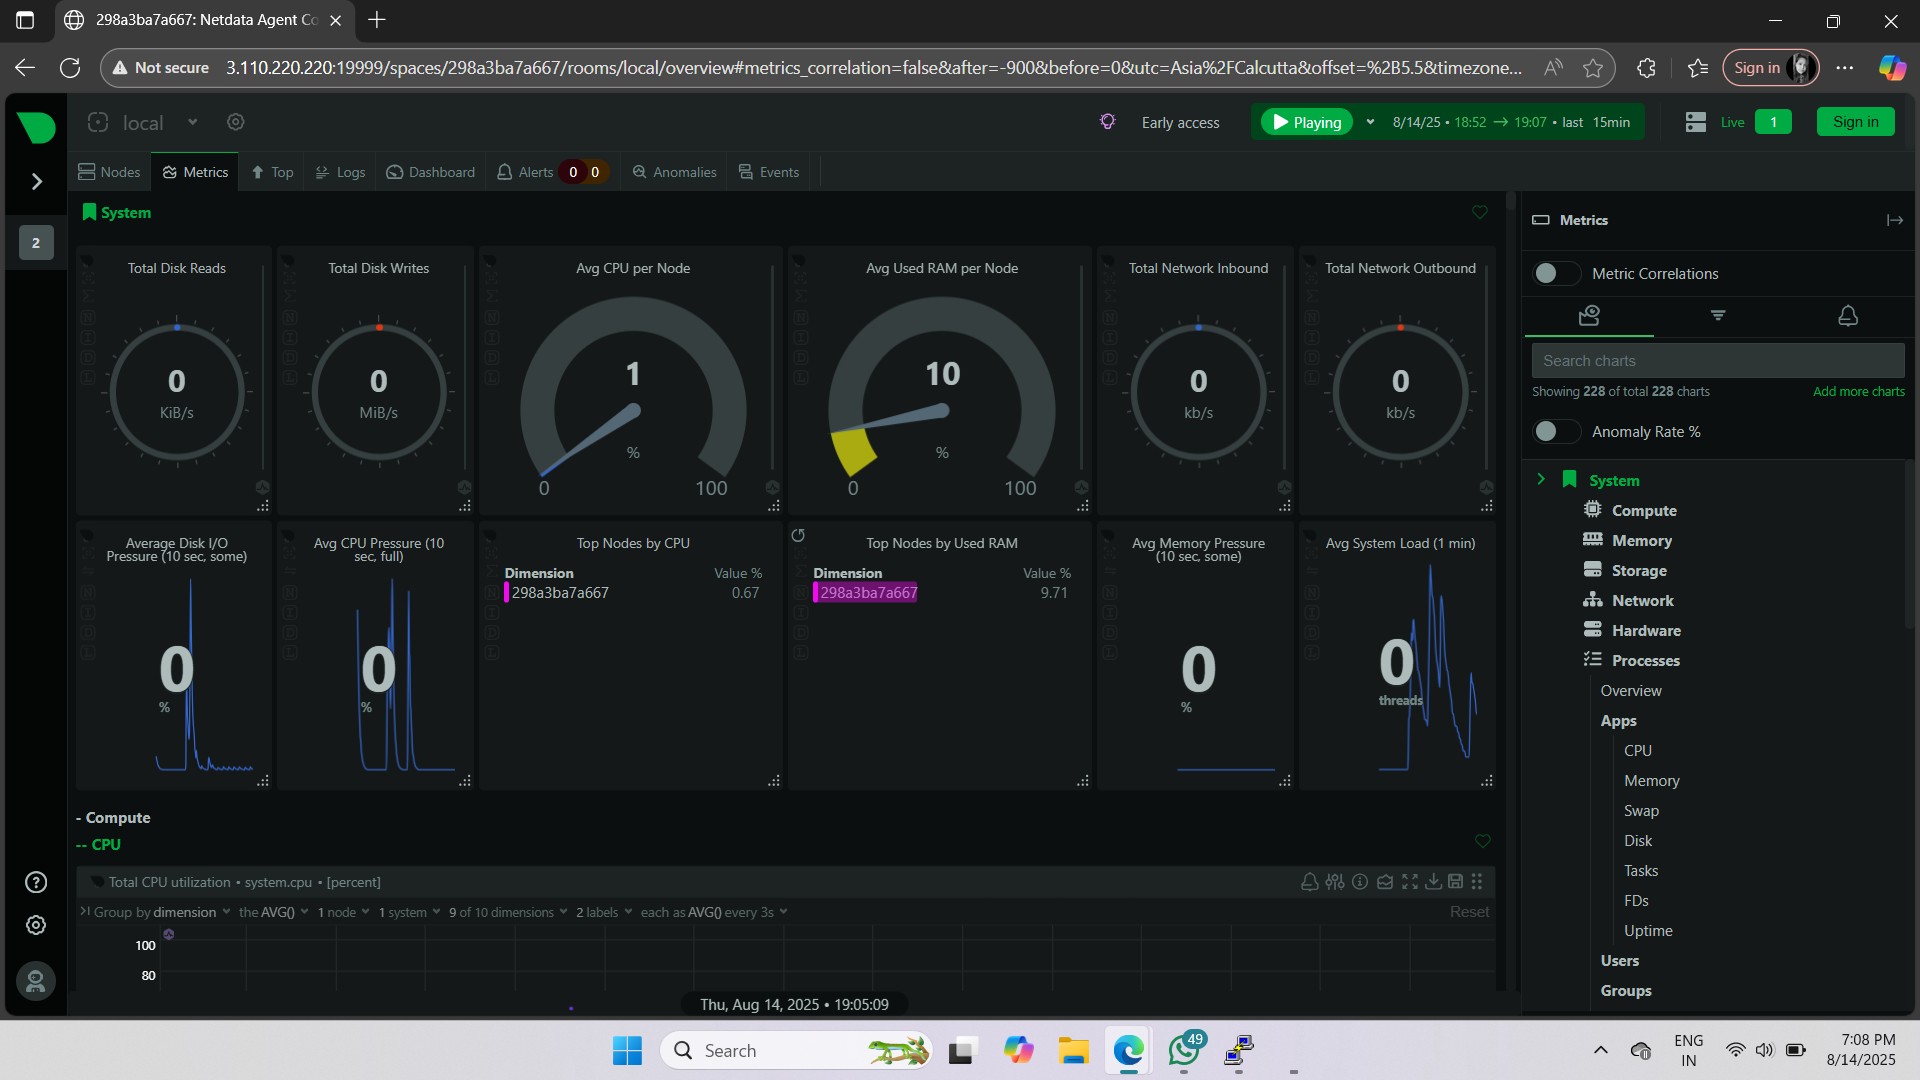 298a3ba7a667: Netdata Agent Co
Not secure 3.110.220.220:19999/spaces/298a3ba7a667/rooms/local/overview#metrics_correlation=false&after=-900&before=0&utc=Asia%2FCalcutta&offset=%2B5.5&timezone... Sign in
local Early access Playing 8/14/25 • 18:52 → 19:07 • last 15min Live 1 Sign in
Nodes Metrics Top Logs Dashboard Alerts 0 0 Anomalies Events
2
System
Total Disk Reads
0
KiB/s
Total Disk Writes
0
MiB/s
Avg CPU per Node
1
%
0 100
Avg Used RAM per Node
10
%
0 100
Total Network Inbound
0
kb/s
Total Network Outbound
0
kb/s
Average Disk I/O
Pressure (10 sec, some)
0
%
Avg CPU Pressure (10
sec, full)
0
%
Top Nodes by CPU
Dimension Value %
298a3ba7a667 0.67
Top Nodes by Used RAM
Dimension Value %
298a3ba7a667 9.71
Avg Memory Pressure
(10 sec, some)
0
%
Avg System Load (1 min)
0
threads
- Compute
-- CPU
Total CPU utilization • system.cpu • [percent]
Group by dimension the AVG() 1 node 1 system 9 of 10 dimensions 2 labels each as AVG() every 3s Reset
100
80
Thu, Aug 14, 2025 • 19:05:09
Metrics
Metric Correlations
Search charts
Showing 228 of total 228 charts Add more charts
Anomaly Rate %
System
Compute
Memory
Storage
Network
Hardware
Processes
Overview
Apps
CPU
Memory
Swap
Disk
Tasks
FDs
Uptime
Users
Groups
Search
49
ENG
IN
7:08 PM
8/14/2025